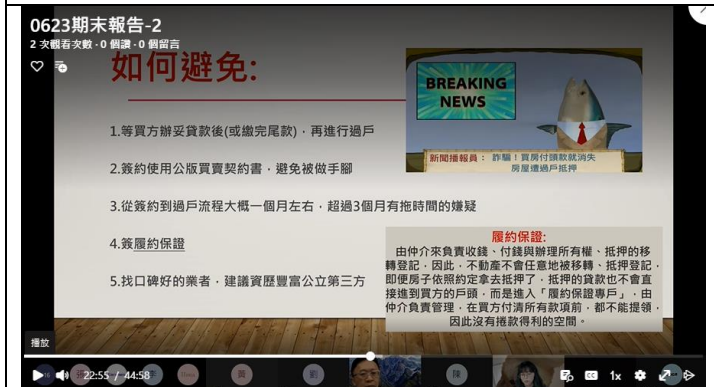 0623期末報告-2
2 次觀看次數 · 0 個讚 · 0 個留言
如何避免:
BREAKING
NEWS
新聞播報員： 詐騙！買房付頭款就消失
房屋遭過戶抵押
1.等買方辦妥貸款後(或繳完尾款)，再進行過戶
2.簽約使用公版買賣契約書，避免被做手腳
3.從簽約到過戶流程大概一個月左右，超過3個月有拖時間的嫌疑
4.簽履約保證
5.找口碑好的業者，建議資歷豐富公立第三方
履約保證:
由仲介來負責收錢、付錢與辦理所有權、抵押的移
轉登記，因此，不動產不會任意地被移轉、抵押登記，
即便房子依照約定拿去抵押了，抵押的貸款也不會直
接進到買方的戶頭，而是進入「履約保證專戶」，由
仲介負責管理，在買方付清所有款項前，都不能提領，
因此沒有捲款得利的空間。
播放
22:55 / 44:58
黃
劉
陳
CC
1x